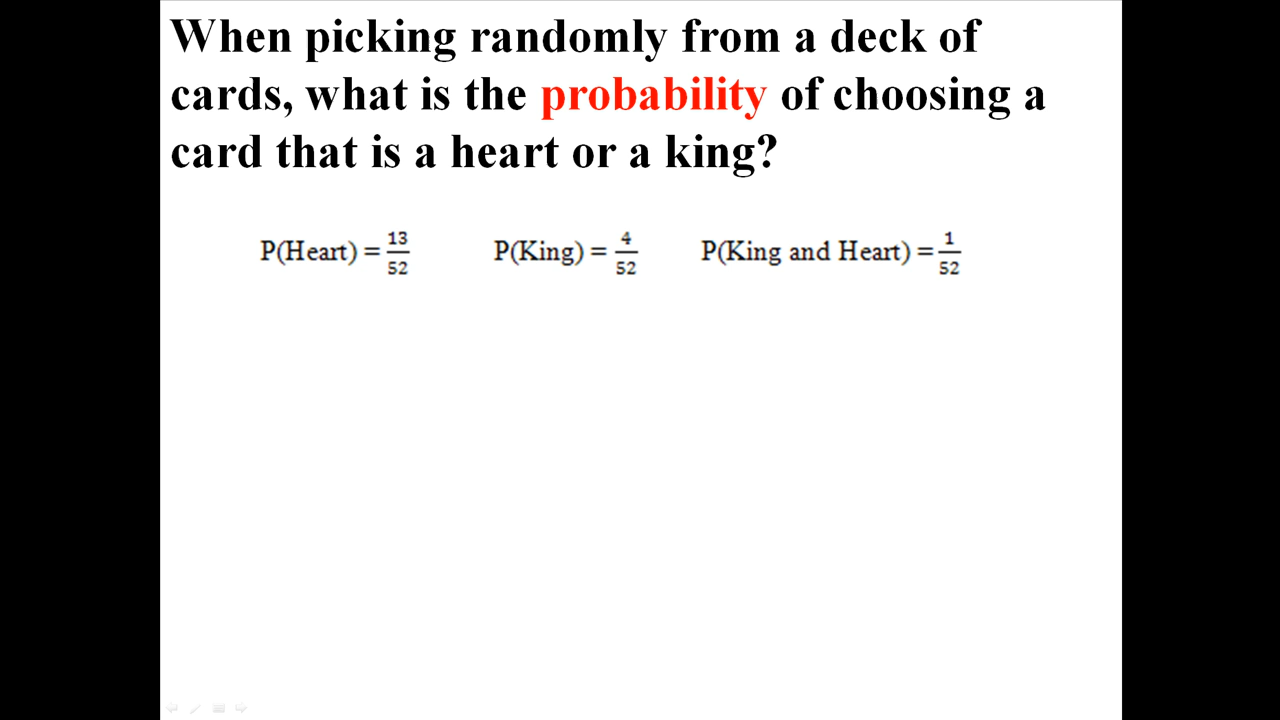 When picking randomly from a deck of
cards, what is the probability of choosing a
card that is a heart or a king?
P(Heart) = 13/52 P(King) = 4/52 P(King and Heart) = 1/52